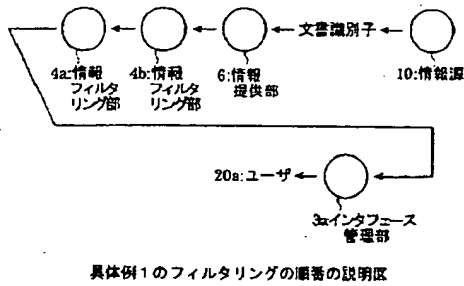 文書識別子
4a:情報
フィルタ
リング部
4b:情報
フィルタ
リング部
6:情報
提供部
10:情報源
20a:ユーザ
3a:インタフェース
管理部
具体例1のフィルタリングの順番の説明図